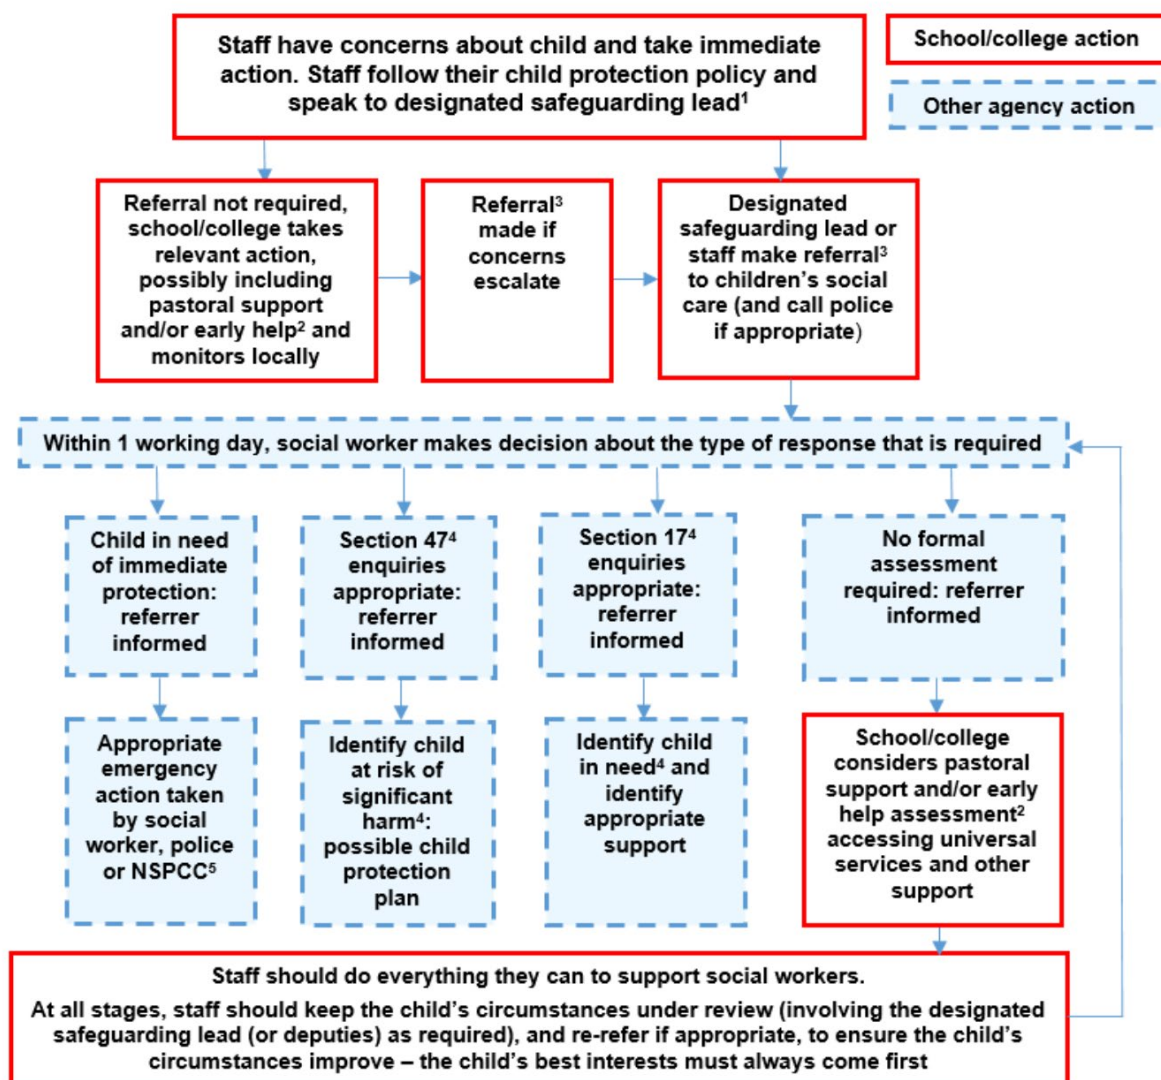 Staff have concerns about child and take immediate
action. Staff follow their child protection policy and
speak to designated safeguarding lead¹
School/college action
Other agency action
Referral not required,
school/college takes
relevant action,
possibly including
pastoral support
and/or early help² and
monitors locally
Referral³
made if
concerns
escalate
Designated
safeguarding lead or
staff make referral³
to children’s social
care (and call police
if appropriate)
Within 1 working day, social worker makes decision about the type of response that is required
Child in need
of immediate
protection:
referrer
informed
Section 47⁴
enquiries
appropriate:
referrer
informed
Section 17⁴
enquiries
appropriate:
referrer
informed
No formal
assessment
required: referrer
informed
Appropriate
emergency
action taken
by social
worker, police
or NSPCC⁵
Identify child
at risk of
significant
harm⁴:
possible child
protection
plan
Identify child
in need⁴ and
identify
appropriate
support
School/college
considers pastoral
support and/or early
help assessment²
accessing universal
services and other
support
Staff should do everything they can to support social workers.
At all stages, staff should keep the child’s circumstances under review (involving the designated
safeguarding lead (or deputies) as required), and re-refer if appropriate, to ensure the child’s
circumstances improve – the child’s best interests must always come first